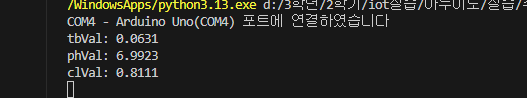 /WindowsApps/python3.13.exe d:/3학년/2학기/iot실습/아두이노/실습/
COM4 - Arduino Uno(COM4) 포트에 연결하였습니다
tbVal: 0.0631
phVal: 6.9923
clVal: 0.8111